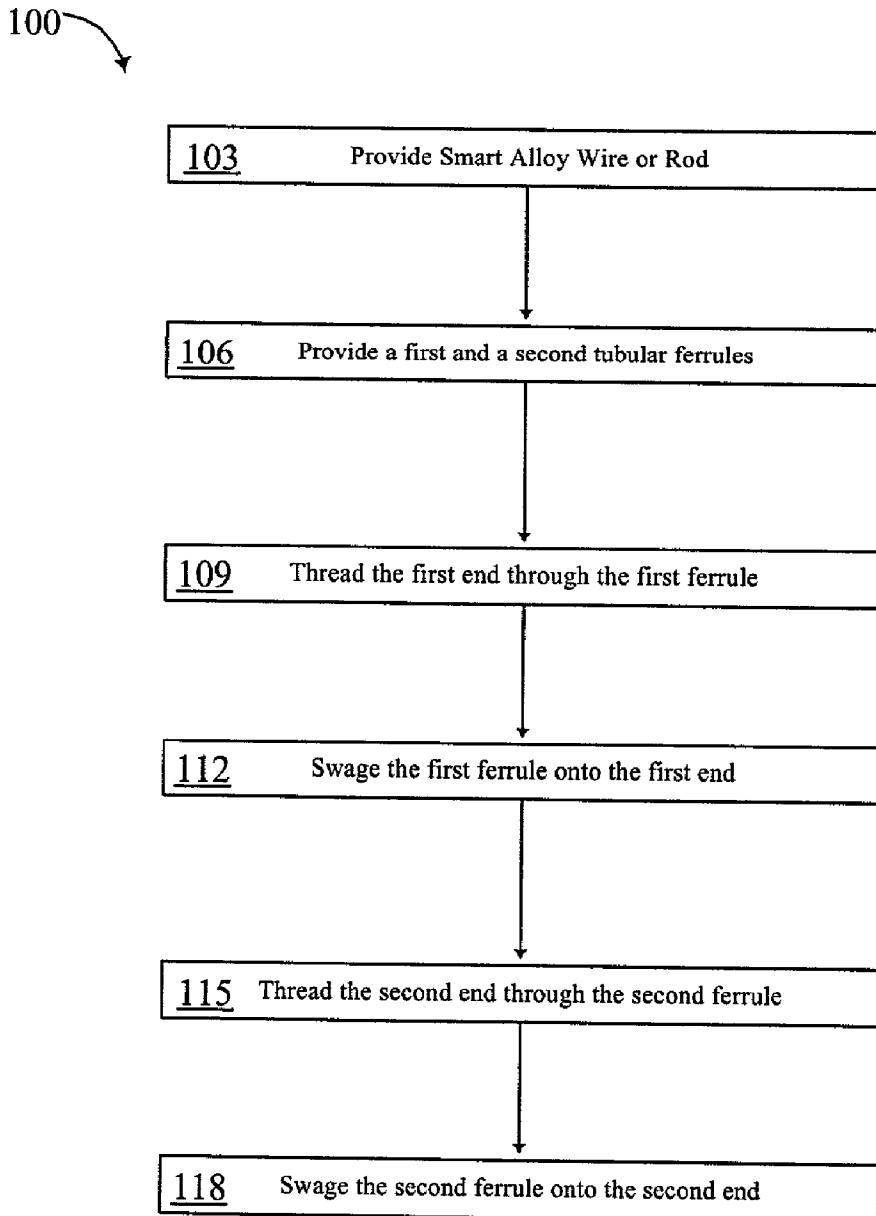 100
103 Provide Smart Alloy Wire or Rod
106 Provide a first and a second tubular ferrules
109 Thread the first end through the first ferrule
112 Swage the first ferrule onto the first end
115 Thread the second end through the second ferrule
118 Swage the second ferrule onto the second end